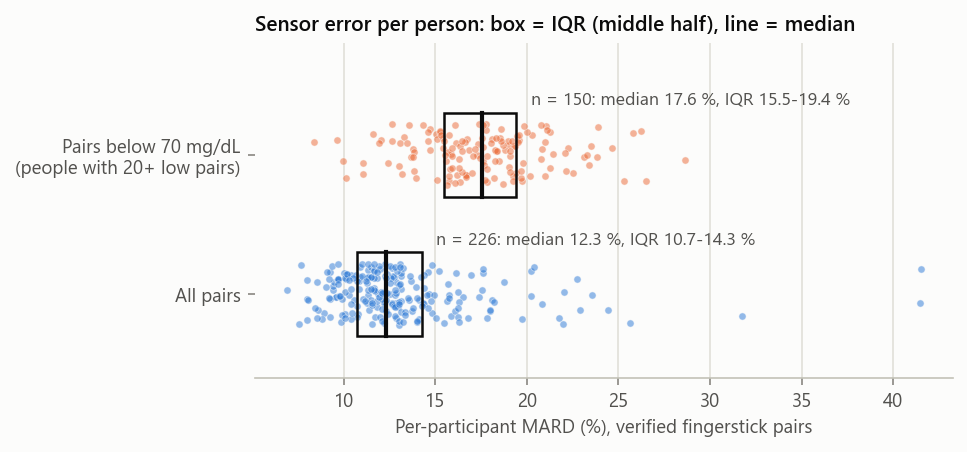 Sensor error per person: box = IQR (middle half), line = median
n = 150: median 17.6 %, IQR 15.5-19.4 %
Pairs below 70 mg/dL
(people with 20+ low pairs)
n = 226: median 12.3 %, IQR 10.7-14.3 %
All pairs
10 15 20 25 30 35 40
Per-participant MARD (%), verified fingerstick pairs